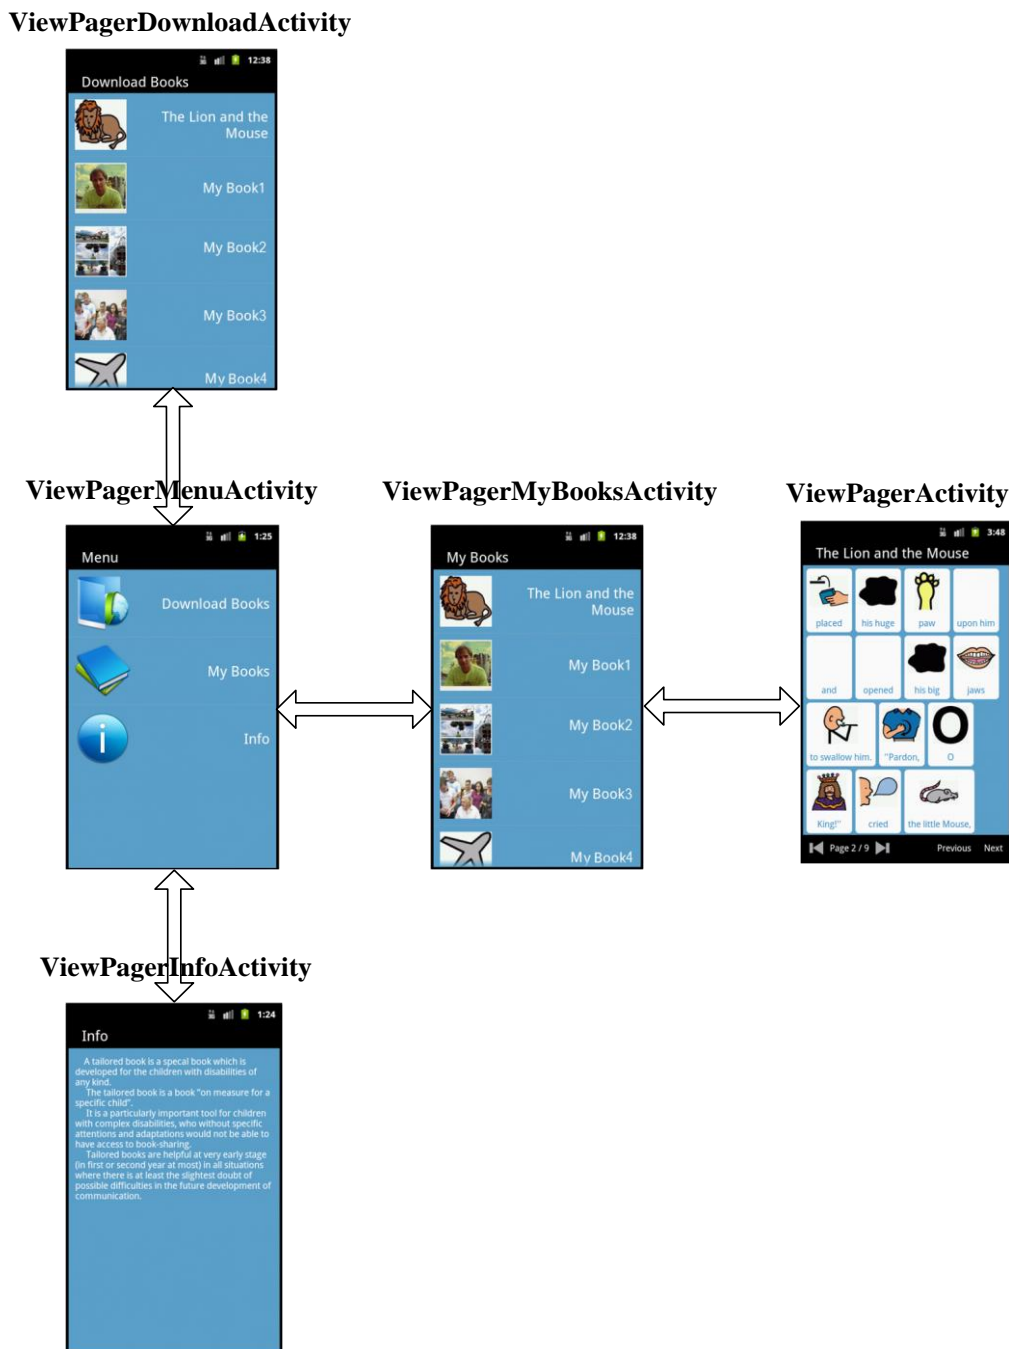 ViewPagerDownloadActivity
12:38
Download Books
The Lion and the
Mouse
My Book1
My Book2
My Book3
My Book4
ViewPagerMenuActivity
1:25
Menu
Download Books
My Books
Info
ViewPagerMyBooksActivity
12:38
My Books
The Lion and the
Mouse
My Book1
My Book2
My Book3
My Book4
ViewPagerActivity
3:48
The Lion and the Mouse
placed his huge paw upon him
and opened his big jaws
to swallow him. "Pardon, O
King!" cried the little Mouse,
Page 2 / 9 Previous Next
ViewPagerInfoActivity
1:24
Info
A tailored book is a specal book which is
developed for the children with disabilities of
any kind.
The tailored book is a book "on measure for a
specific child".
It is a particularly important tool for children
with complex disabilities, who without specific
attentions and adaptations would not be able to
have access to book-sharing.
Tailored books are helpful at very early stage
(in first or second year at most) in all situations
where there is at least the slightest doubt of
possible difficulties in the future development of
communication.